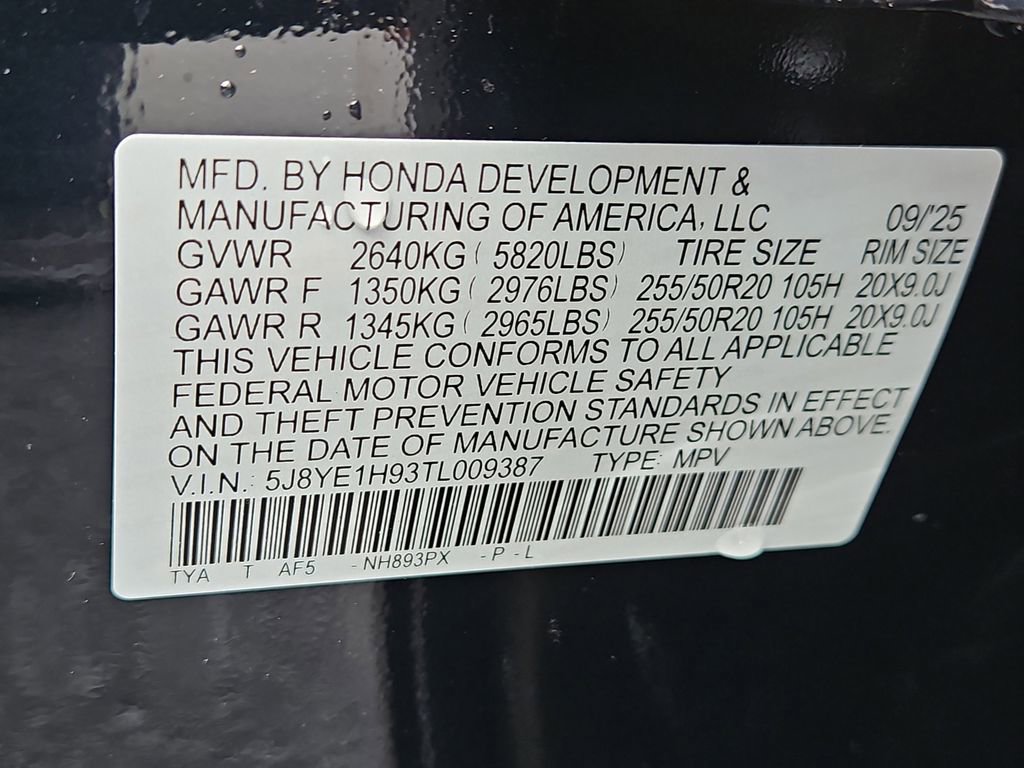 MFD. BY HONDA DEVELOPMENT &
MANUFACTURING OF AMERICA, LLC 09/'25
GVWR 2640KG ( 5820LBS) TIRE SIZE RIM SIZE
GAWR F 1350KG ( 2976LBS) 255/50R20 105H 20X9.0J
GAWR R 1345KG ( 2965LBS) 255/50R20 105H 20X9.0J
THIS VEHICLE CONFORMS TO ALL APPLICABLE
FEDERAL MOTOR VEHICLE SAFETY
AND THEFT PREVENTION STANDARDS IN EFFECT
ON THE DATE OF MANUFACTURE SHOWN ABOVE.
V.I.N.: 5J8YE1H93TL009387 TYPE: MPV
TYA T AF5 - NH893PX - P - L